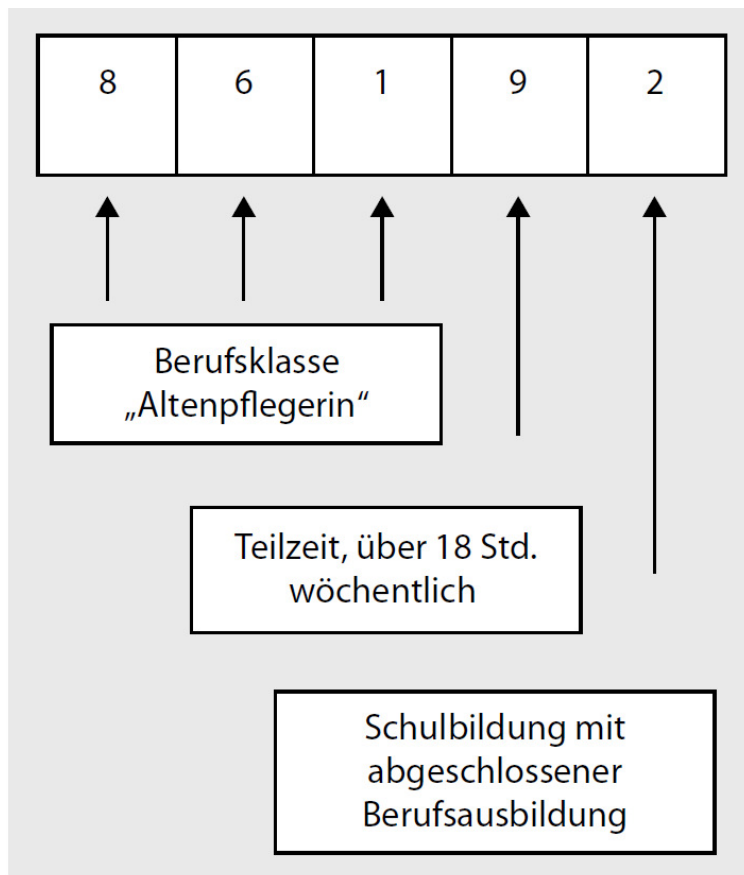 8 6 1 9 2
Berufsklasse
„Altenpflegerin“
Teilzeit, über 18 Std.
wöchentlich
Schulbildung mit
abgeschlossener
Berufsausbildung